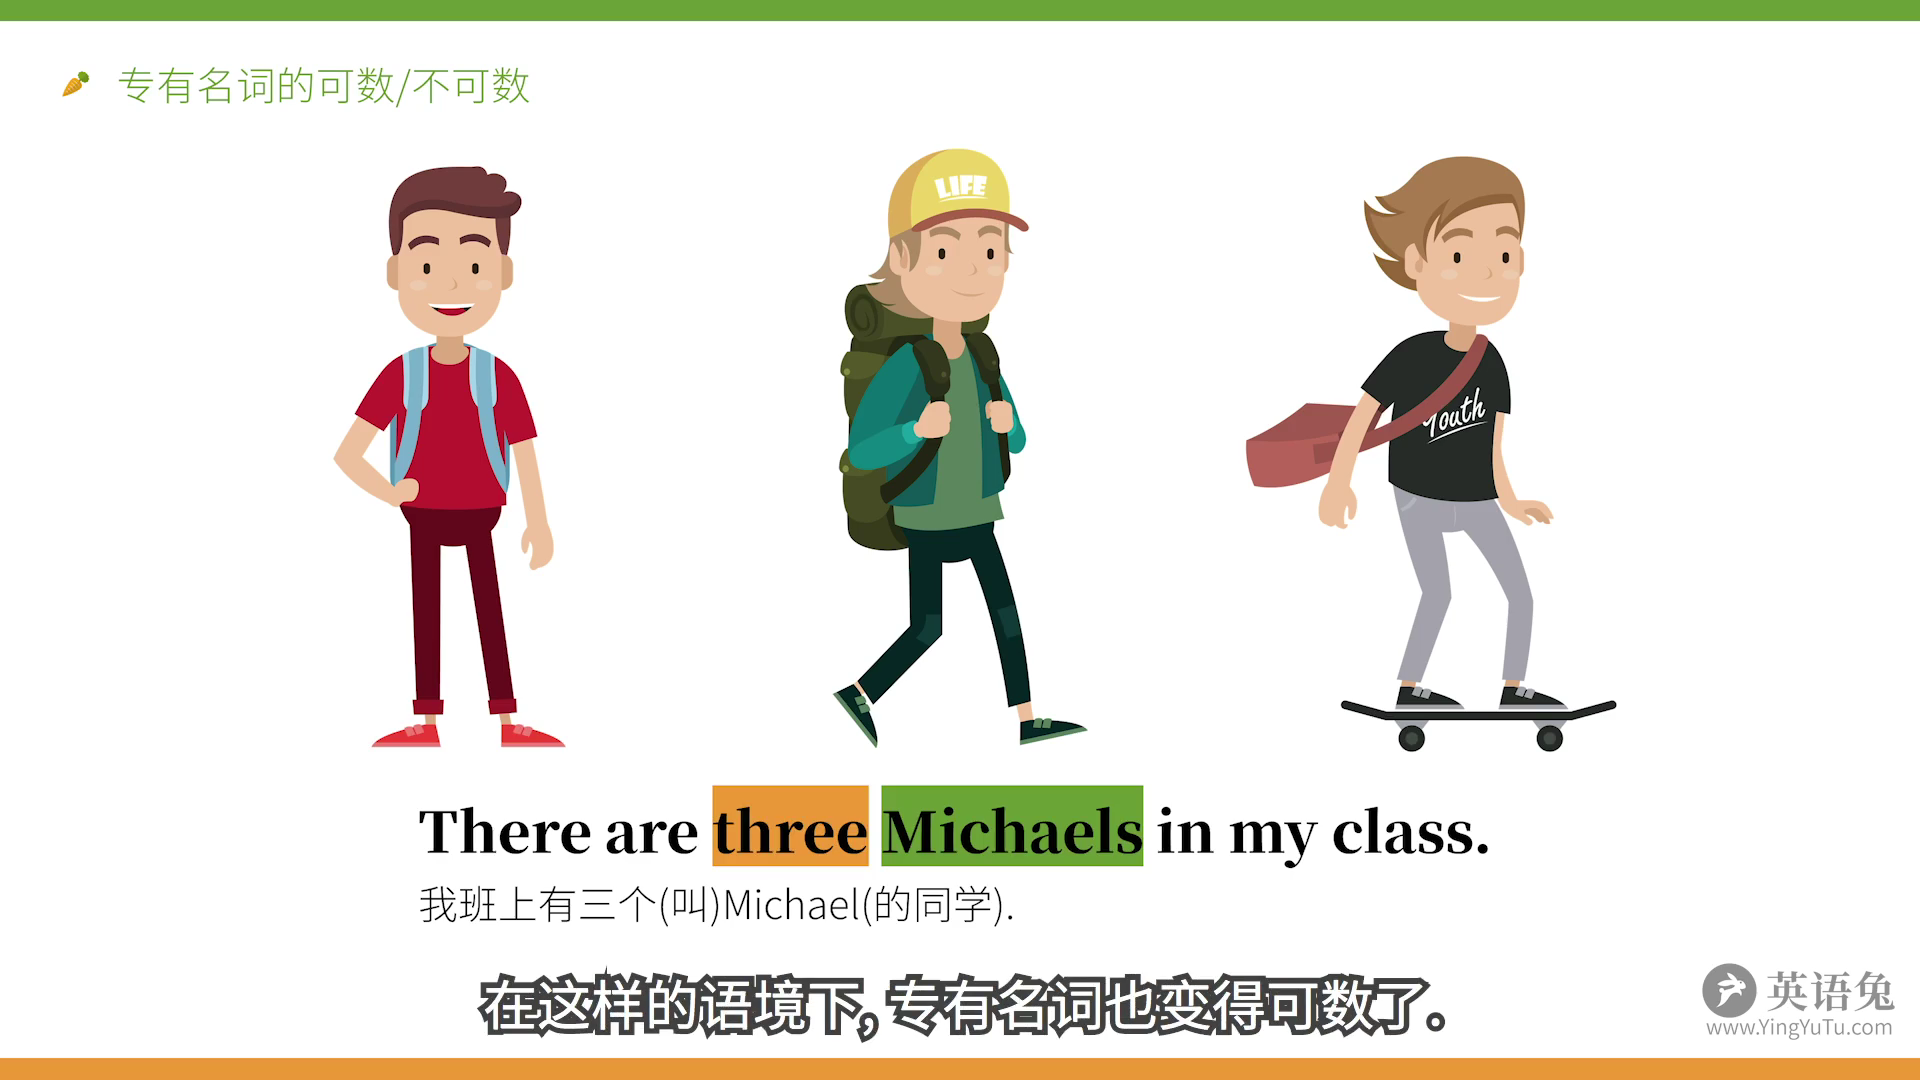 专有名词的可数/不可数
LIFE
Youth
There are three Michaels in my class.
我班上有三个(叫)Michael(的同学).
在这样的语境下,专有名词也变得可数了。
英语兔
www.YingYuTu.com